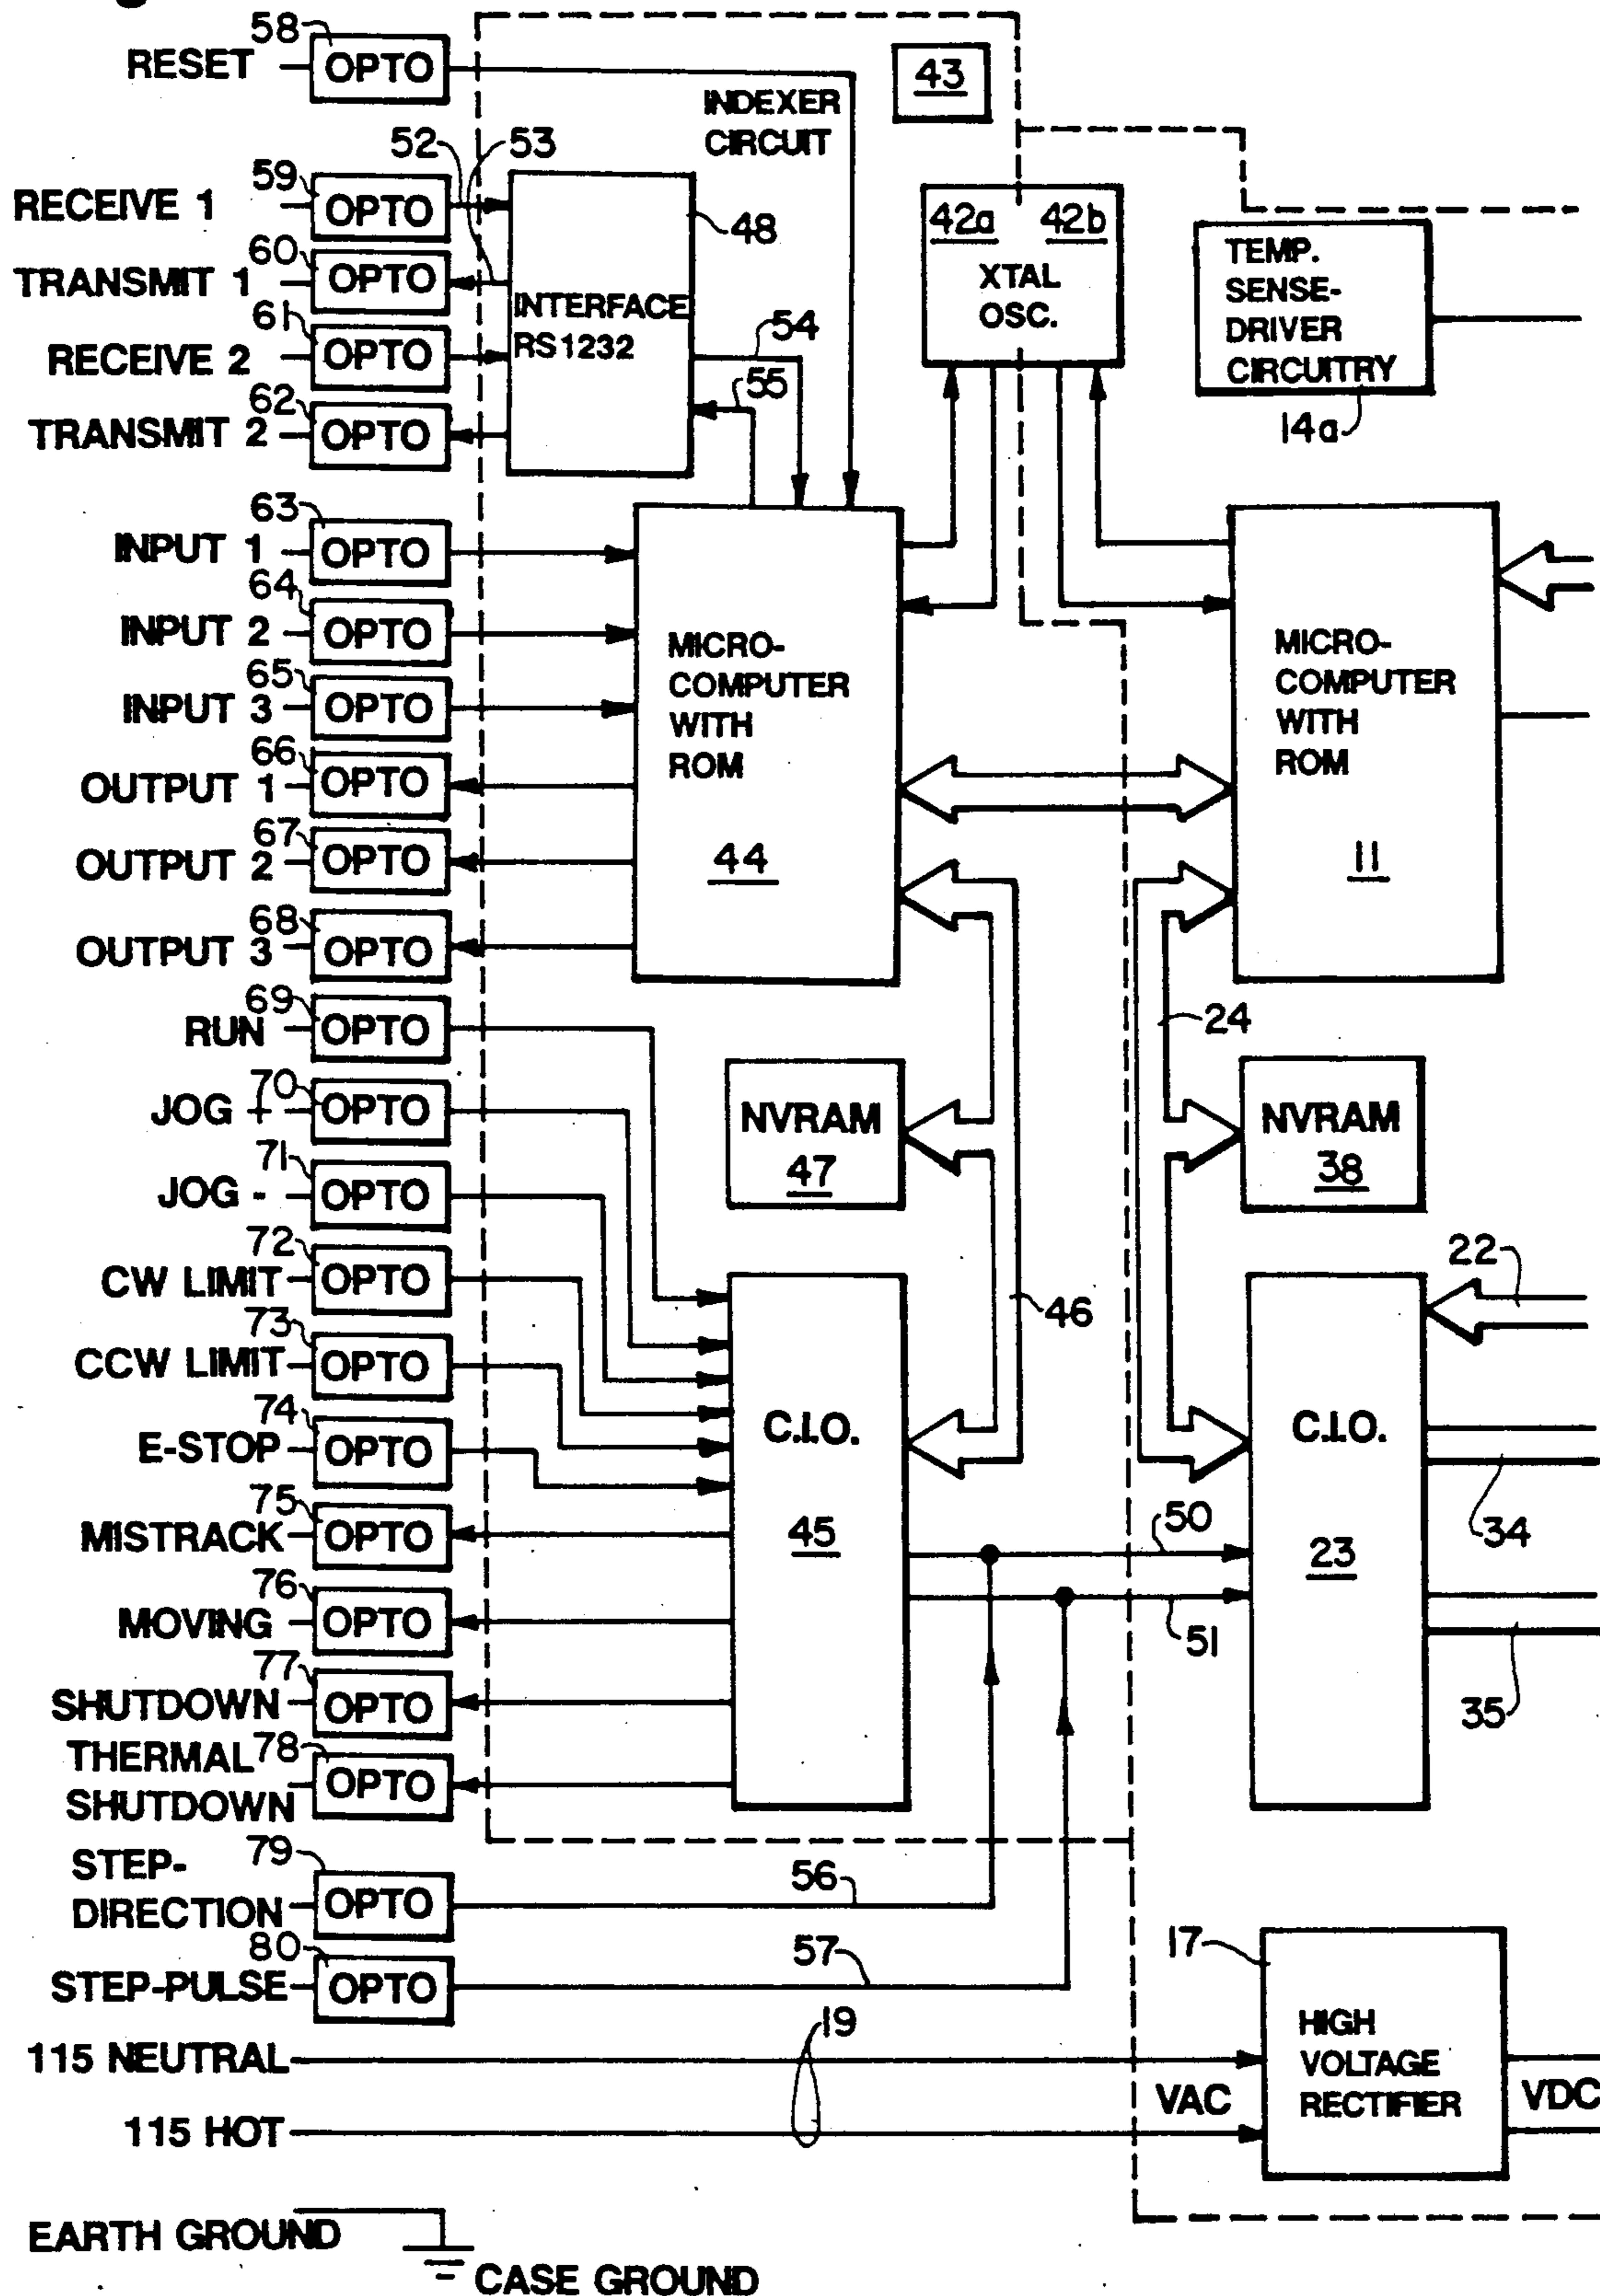 58
RESET OPTO
43
INDEXER
CIRCUIT
52 53
59
RECEIVE 1 OPTO
48
42a 42b
XTAL
OSC.
60
TRANSMIT 1 OPTO
INTERFACE
RS1232
TEMP.
SENSE-
DRIVER
CIRCUITRY
14a
61
RECEIVE 2 OPTO
54
55
62
TRANSMIT 2 OPTO
63
INPUT 1 OPTO
64
INPUT 2 OPTO
65
INPUT 3 OPTO
MICRO-
COMPUTER
WITH
ROM
44
MICRO-
COMPUTER
WITH
ROM
11
66
OUTPUT 1 OPTO
67
OUTPUT 2 OPTO
68
OUTPUT 3 OPTO
69
RUN OPTO
24
70
JOG + OPTO
NVRAM
47
NVRAM
38
71
JOG - OPTO
72
CW LIMIT OPTO
22
46
73
CCW LIMIT OPTO
74
E-STOP OPTO
C.I.O.
45
C.I.O.
23
75
MISTRACK OPTO
50
34
76
MOVING OPTO
51
77
SHUTDOWN OPTO
35
78
THERMAL
SHUTDOWN OPTO
79
STEP-
DIRECTION OPTO
56
80
STEP-PULSE OPTO
57
17
19
115 NEUTRAL
HIGH
VOLTAGE
RECTIFIER
VAC
VDC
115 HOT
EARTH GROUND
CASE GROUND